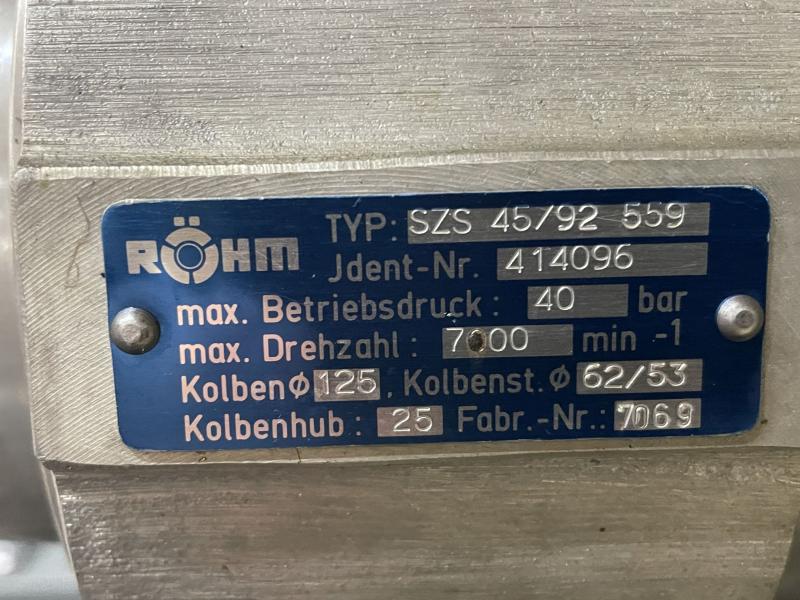 RÖHM
TYP: SZS 45/92 559
Jdent-Nr. 414096
max. Betriebsdruck: 40 bar
max. Drehzahl: 7000 min -1
Kolben ⌀ 125, Kolbenst. ⌀ 62/53
Kolbenhub: 25 Fabr.-Nr.: 7069